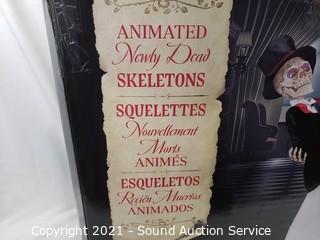 ANIMATED
Newly Dead
SKELETONS
SQUELETTES
Nouvellement
Morts
ANIMÉS
ESQUELETOS
Recién Muertos
ANIMADOS
Copyright 2021 - Sound Auction Service